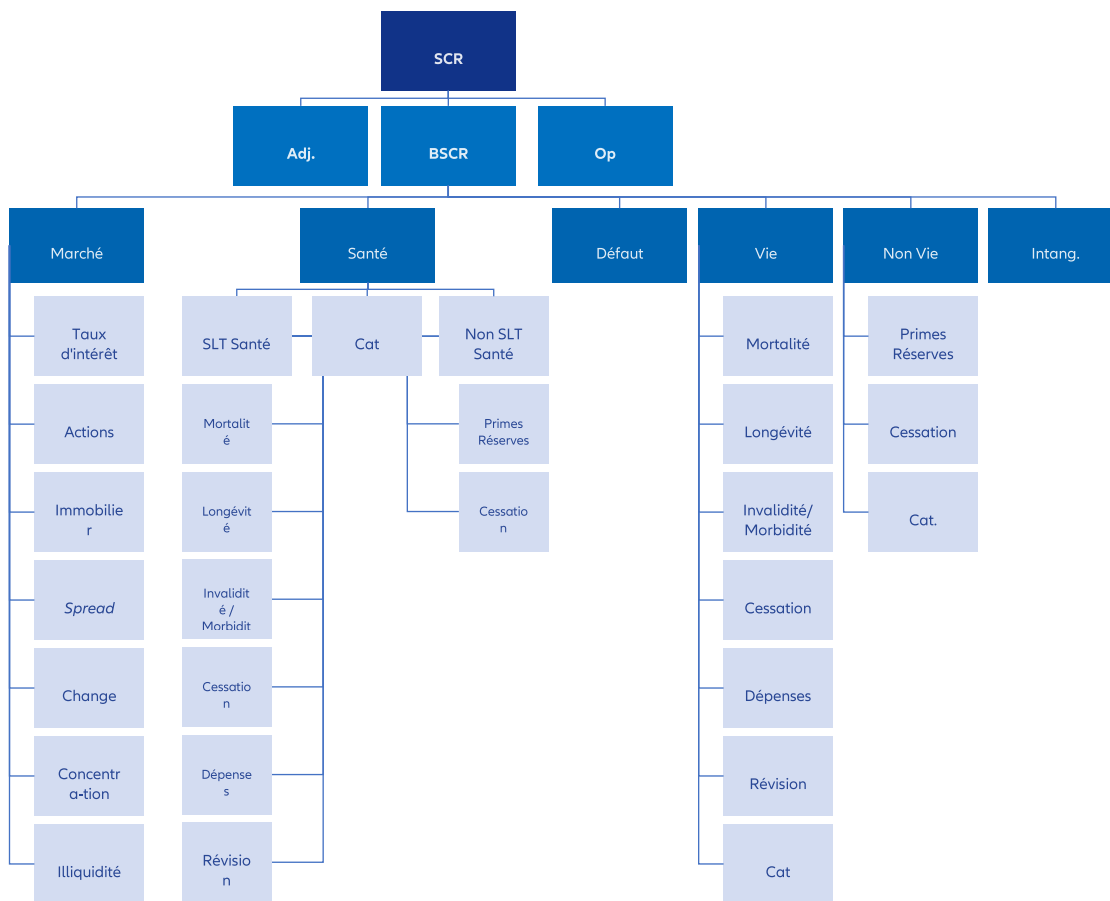 SCR
Adj.
BSCR
Op
Marché
Santé
Défaut
Vie
Non Vie
Intang.
Taux
d'intérêt
SLT Santé
Cat
Non SLT
Santé
Mortalité
Primes
Réserves
Actions
Mortalit
é
Primes
Réserves
Longévité
Cessation
Immobilie
r
Longévit
é
Cessatio
n
Invalidité/
Morbidité
Cat.
Spread
Invalidit
é /
Morbidit
Cessation
Change
Cessatio
n
Dépenses
Concentr
a-tion
Dépense
s
Révision
Illiquidité
Révisio
n
Cat